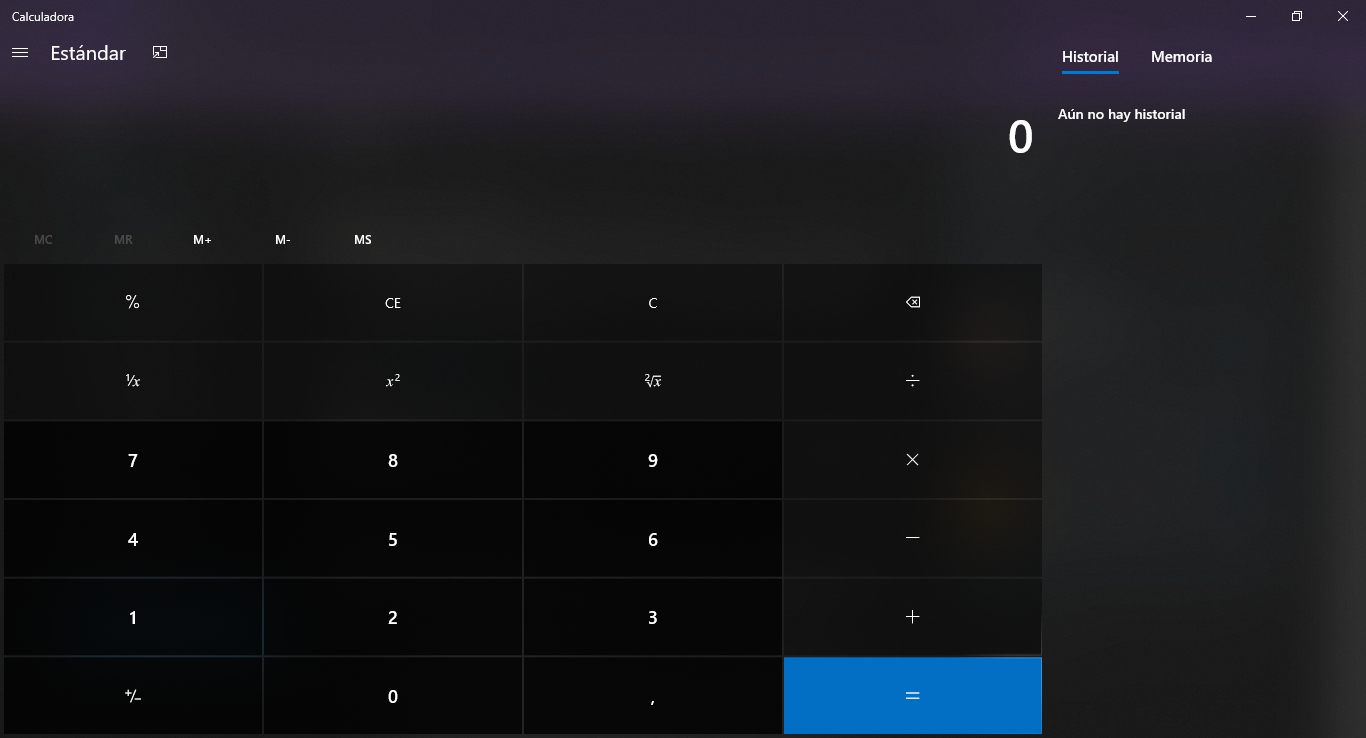 Calculadora
Estándar
Historial Memoria
Aún no hay historial
0
MC MR M+ M- MS
% CE C
¹/x x² ²√x ÷
7 8 9 ×
4 5 6 −
1 2 3 +
+/− 0 , =